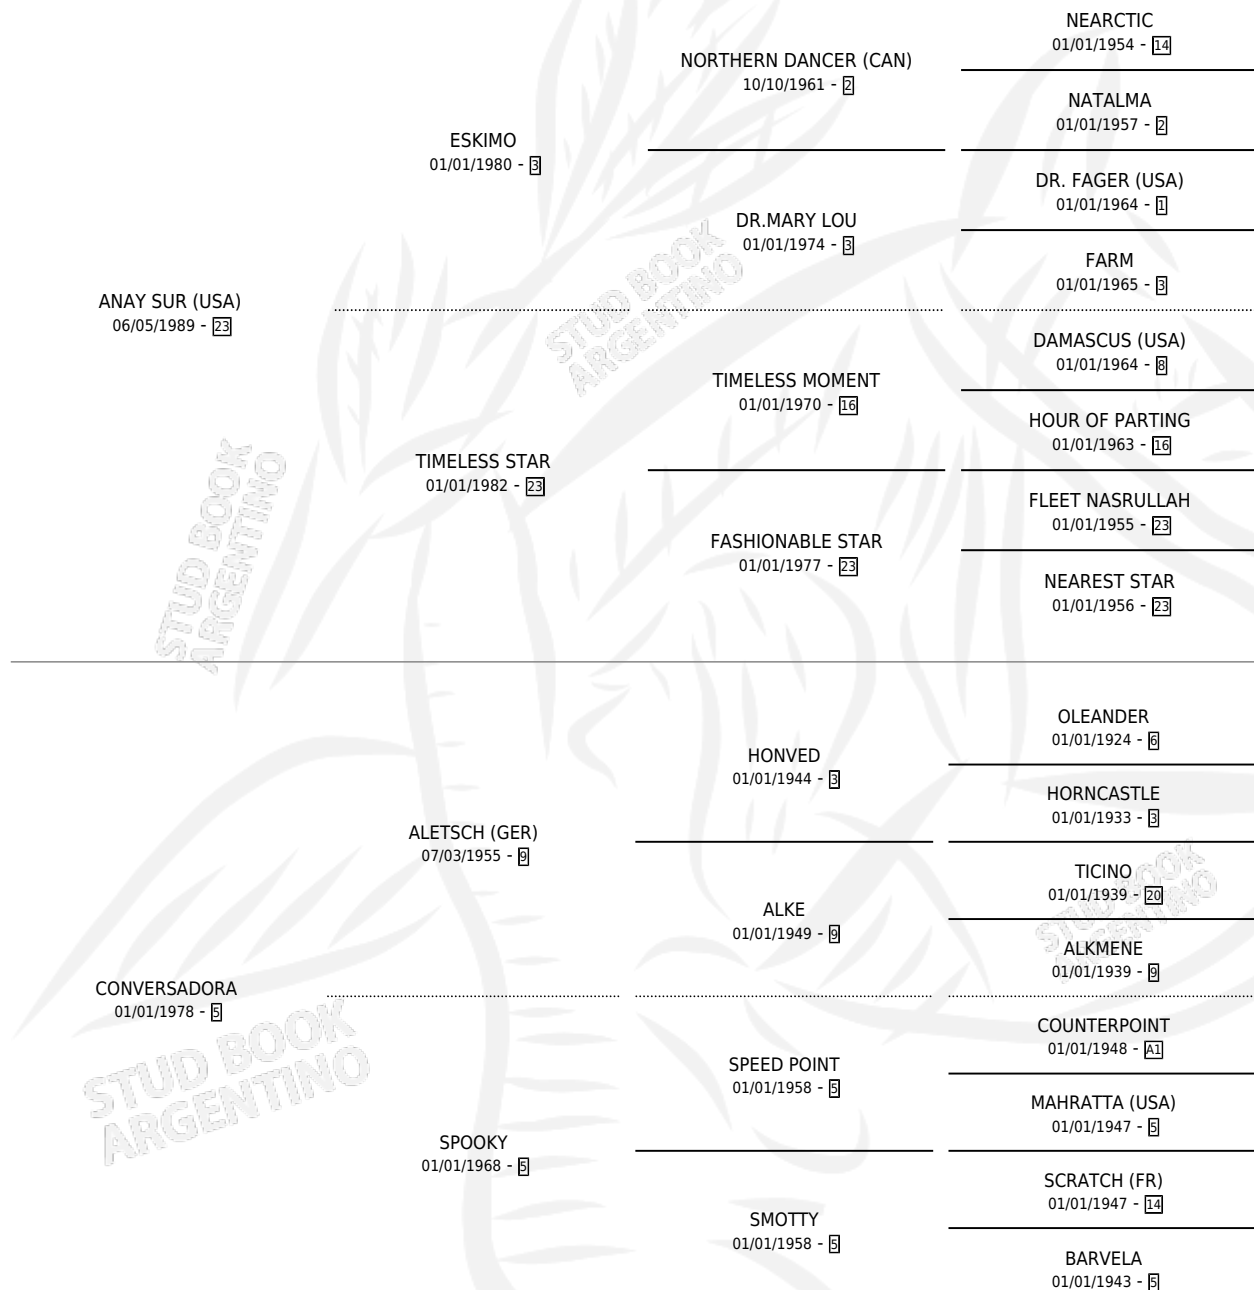 ANAY SUR (USA)
06/05/1989 - 23
ESKIMO
01/01/1980 - 3
NORTHERN DANCER (CAN)
10/10/1961 - 2
NEARCTIC
01/01/1954 - 14
NATALMA
01/01/1957 - 2
DR.MARY LOU
01/01/1974 - 3
DR. FAGER (USA)
01/01/1964 - 1
FARM
01/01/1965 - 3
TIMELESS STAR
01/01/1982 - 23
TIMELESS MOMENT
01/01/1970 - 16
DAMASCUS (USA)
01/01/1964 - 8
HOUR OF PARTING
01/01/1963 - 16
FASHIONABLE STAR
01/01/1977 - 23
FLEET NASRULLAH
01/01/1955 - 23
NEAREST STAR
01/01/1956 - 23
CONVERSADORA
01/01/1978 - 5
ALETSCH (GER)
07/03/1955 - 9
HONVED
01/01/1944 - 3
OLEANDER
01/01/1924 - 6
HORNCASTLE
01/01/1933 - 3
ALKE
01/01/1949 - 9
TICINO
01/01/1939 - 20
ALKMENE
01/01/1939 - 9
SPOOKY
01/01/1968 - 5
SPEED POINT
01/01/1958 - 5
COUNTERPOINT
01/01/1948 - A1
MAHRATTA (USA)
01/01/1947 - 5
SMOTTY
01/01/1958 - 5
SCRATCH (FR)
01/01/1947 - 14
BARVELA
01/01/1943 - 5
STUD BOOK
ARGENTINO
STUD BOOK
ARGENTINO
STUD BOOK
ARGENTINO
STUD BOOK
ARGENTINO